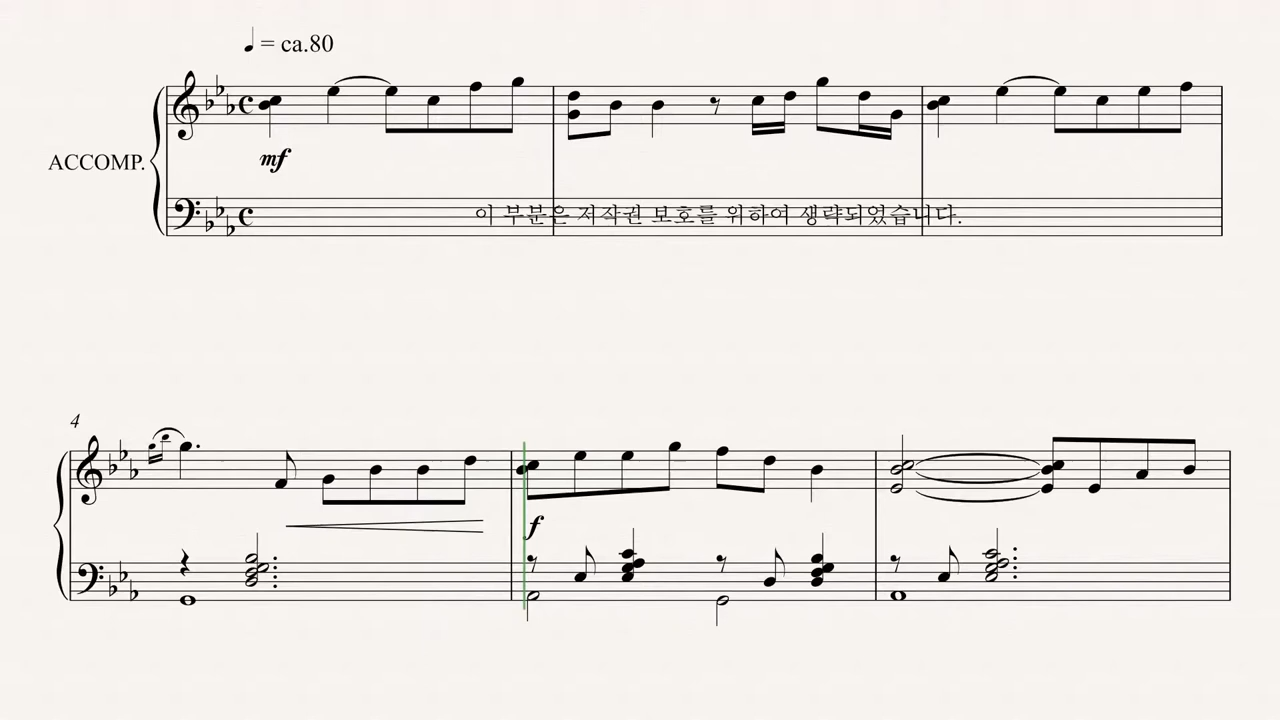 ♩ = ca.80
mf
ACCOMP.
이 부분은 저작권 보호를 위하여 생략되었습니다.
4
f